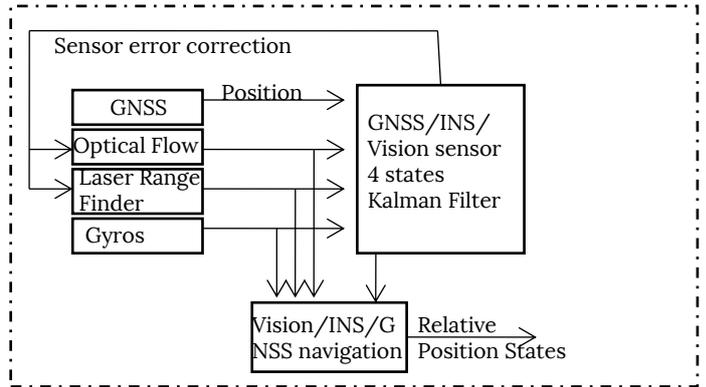 Sensor error correction
GNSS
Position
Optical Flow
Laser Range
Finder
Gyros
GNSS/INS/
Vision sensor
4 states
Kalman Filter
Vision/INS/G
NSS navigation
Relative
Position States